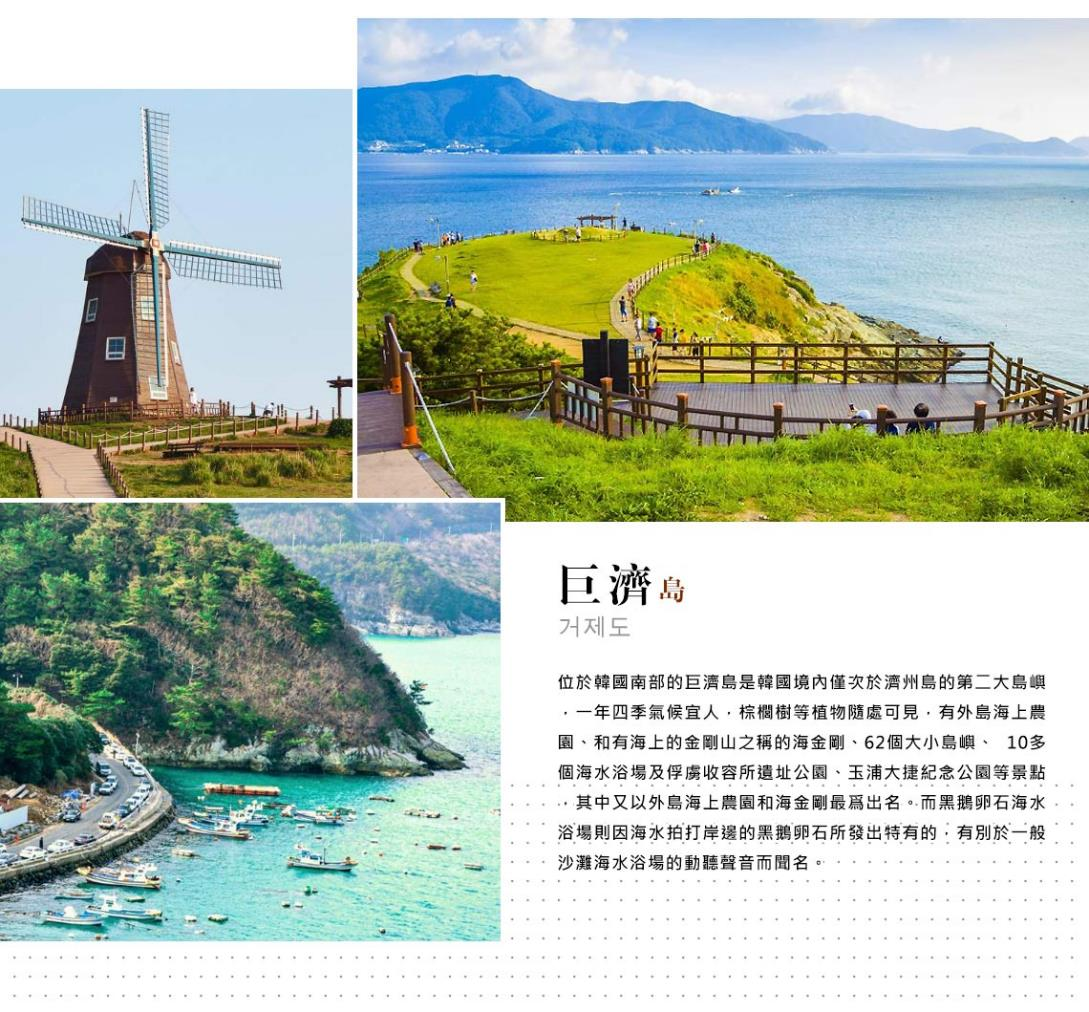 巨濟島
거제도
位於韓國南部的巨濟島是韓國境內僅次於濟州島的第二大島嶼
，一年四季氣候宜人，棕櫚樹等植物隨處可見，有外島海上農
園、和有海上的金剛山之稱的海金剛、62個大小島嶼、 10多
個海水浴場及俘虜收容所遺址公園、玉浦大捷紀念公園等景點
，其中又以外島海上農園和海金剛最爲出名。而黑鵝卵石海水
浴場則因海水拍打岸邊的黑鵝卵石所發出特有的，有別於一般
沙灘海水浴場的動聽聲音而聞名。